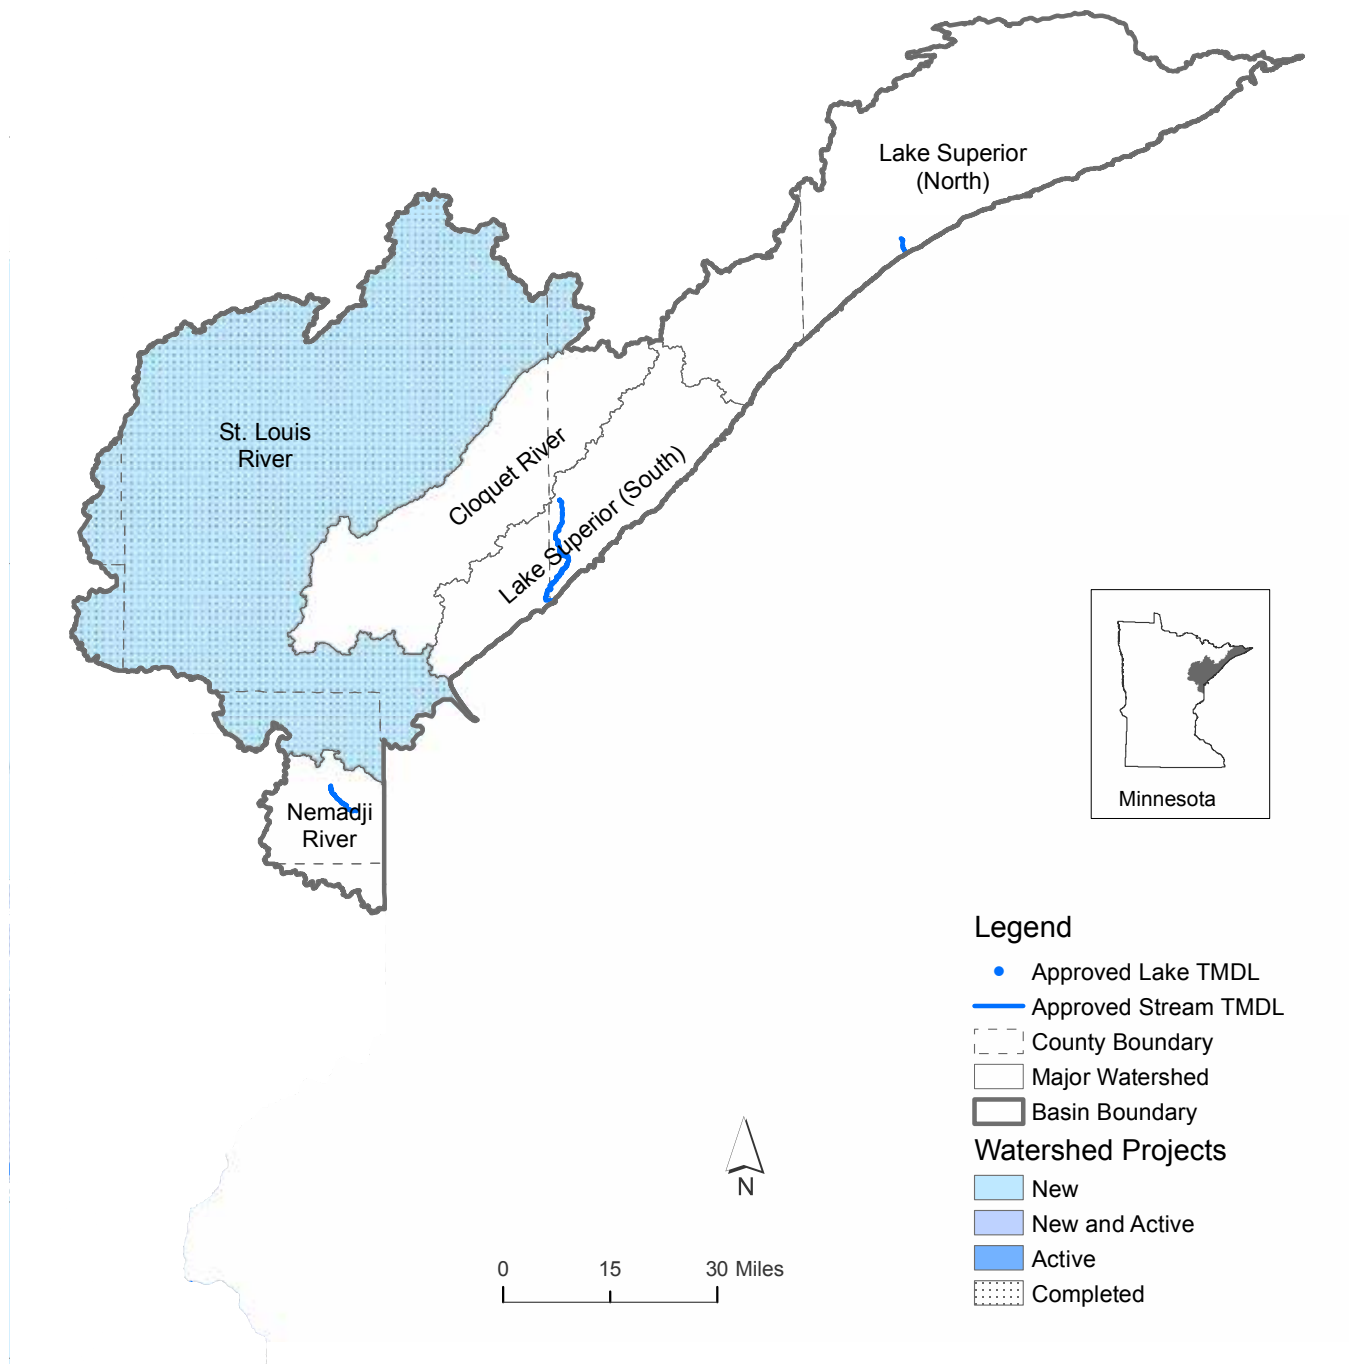 Lake Superior
(North)
St. Louis
River
Cloquet River
Lake Superior (South)
Nemadji
River
Minnesota
Legend
Approved Lake TMDL
Approved Stream TMDL
County Boundary
Major Watershed
Basin Boundary
Watershed Projects
New
New and Active
Active
Completed
N
0 15 30 Miles